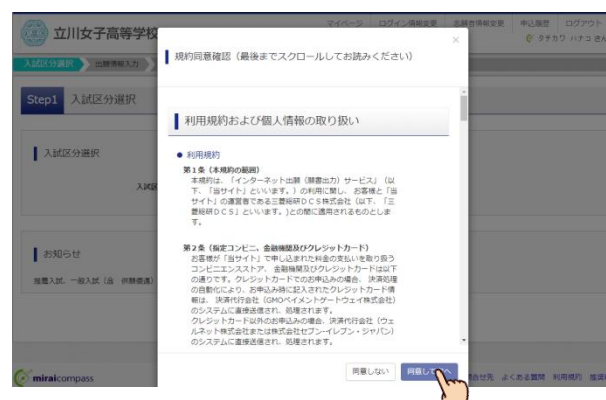 マイページ ログイン情報変更 志願者情報変更 申込履歴 ログアウト
立川女子高等学校
タチカワ ハナコ さん
入試区分選択 出願情報入力
Step1 入試区分選択
入試区分選択
入試区
お知らせ
推薦入試、一般入試（含 併願優遇）
規約同意確認（最後までスクロールしてお読みください）
×
利用規約および個人情報の取り扱い
● 利用規約
第1条（本規約の範囲）
本規約は、「インターネット出願（願書出力）サービス」（以
下、「当サイト」といいます。）の利用に関し、お客様と「当
サイト」の運営者である三菱総研ＤＣＳ株式会社（以下、「三
菱総研ＤＣＳ」といいます。)との間に適用されるものとしま
す。
第2条（指定コンビニ、金融機関及びクレジットカード）
お客様が「当サイト」で申し込まれた料金の支払いを取り扱う
コンビニエンスストア、金融機関及びクレジットカードは以下
の通りです。クレジットカードでのお申込みの場合、決済処理
の自動化により、お申込み時に記入されたクレジットカード情
報は、決済代行会社（GMOペイメントゲートウェイ株式会社）
のシステムに直接送信され、処理されます。
クレジットカード以外のお申込みの場合、決済代行会社（ウェ
ルネット株式会社または株式会社セブン‐イレブン・ジャパン）
のシステムに直接送信され、処理されます。
同意しない 同意して
へ
miraicompass
問合せ先 よくある質問 利用規約 推奨